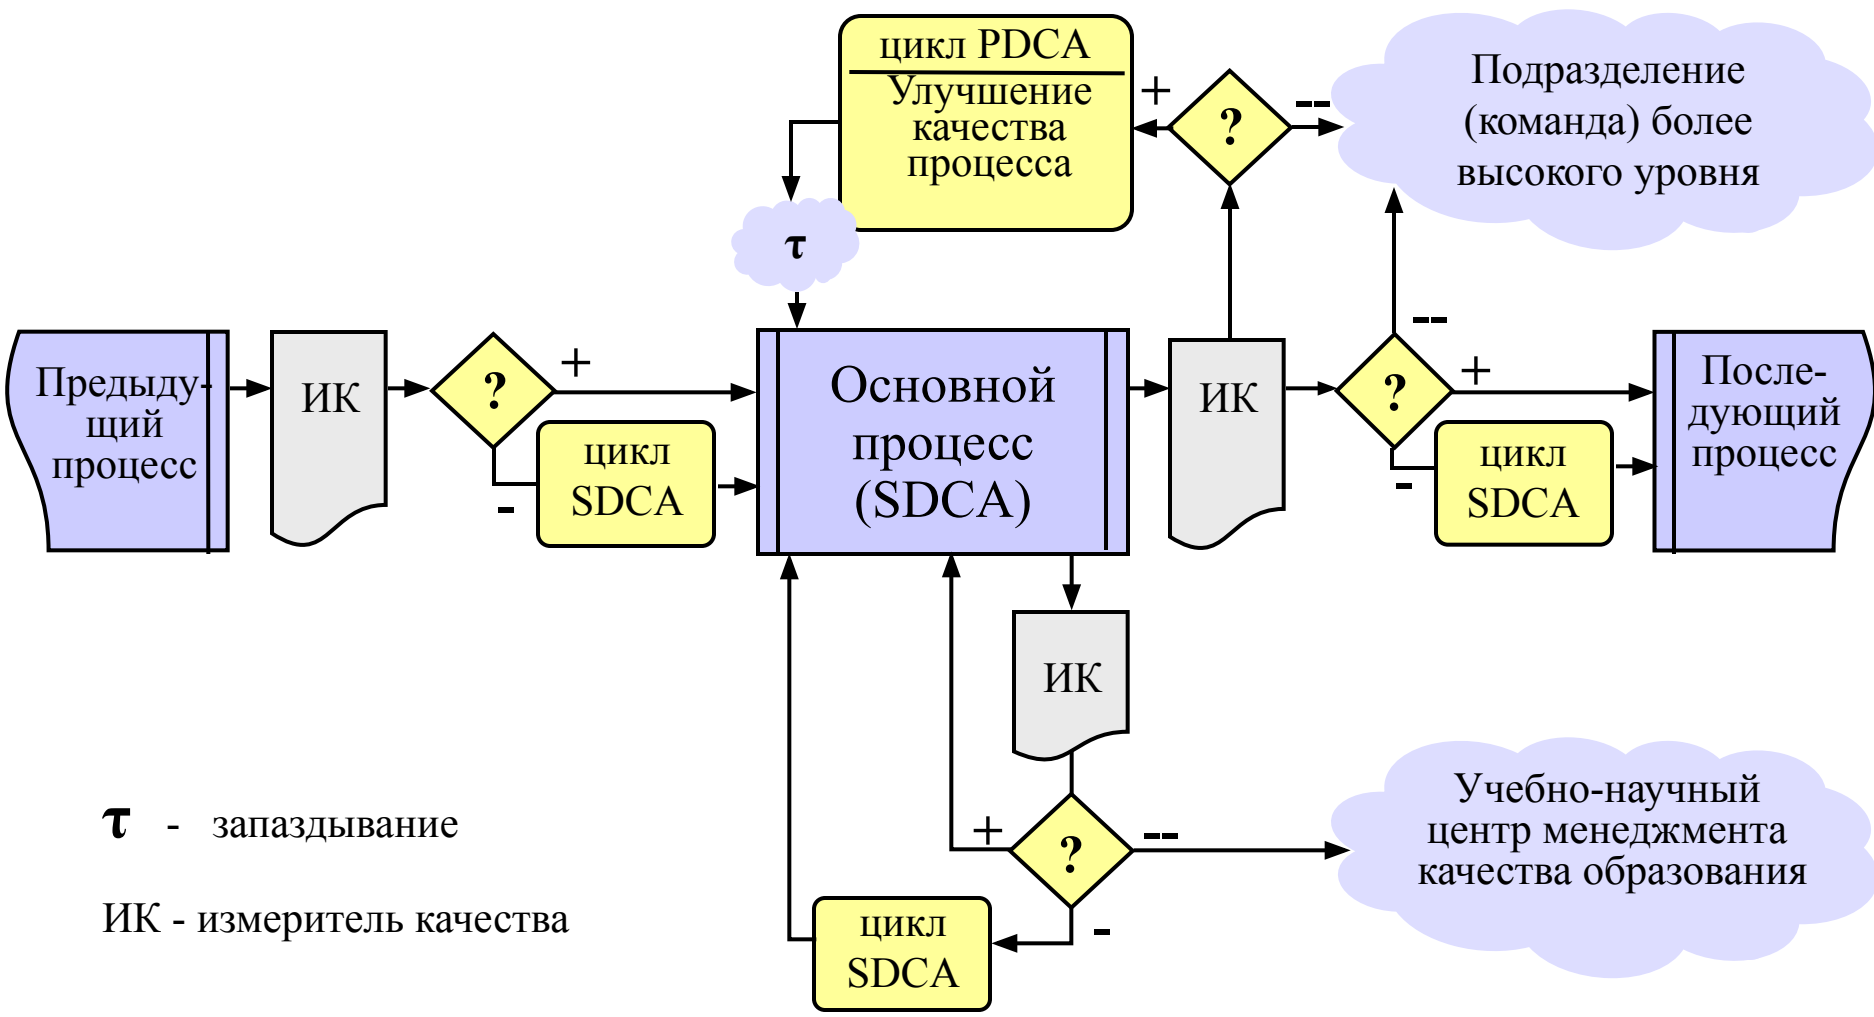 цикл PDCA
Улучшение
качества
процесса
+
?
--
Подразделение
(команда) более
высокого уровня
τ
Предыду-
щий
процесс
ИК
?
+
-
цикл
SDCA
Основной
процесс
(SDCA)
ИК
--
?
+
-
цикл
SDCA
После-
дующий
процесс
ИК
+
?
--
-
цикл
SDCA
Учебно-научный
центр менеджмента
качества образования
τ - запаздывание
ИК - измеритель качества